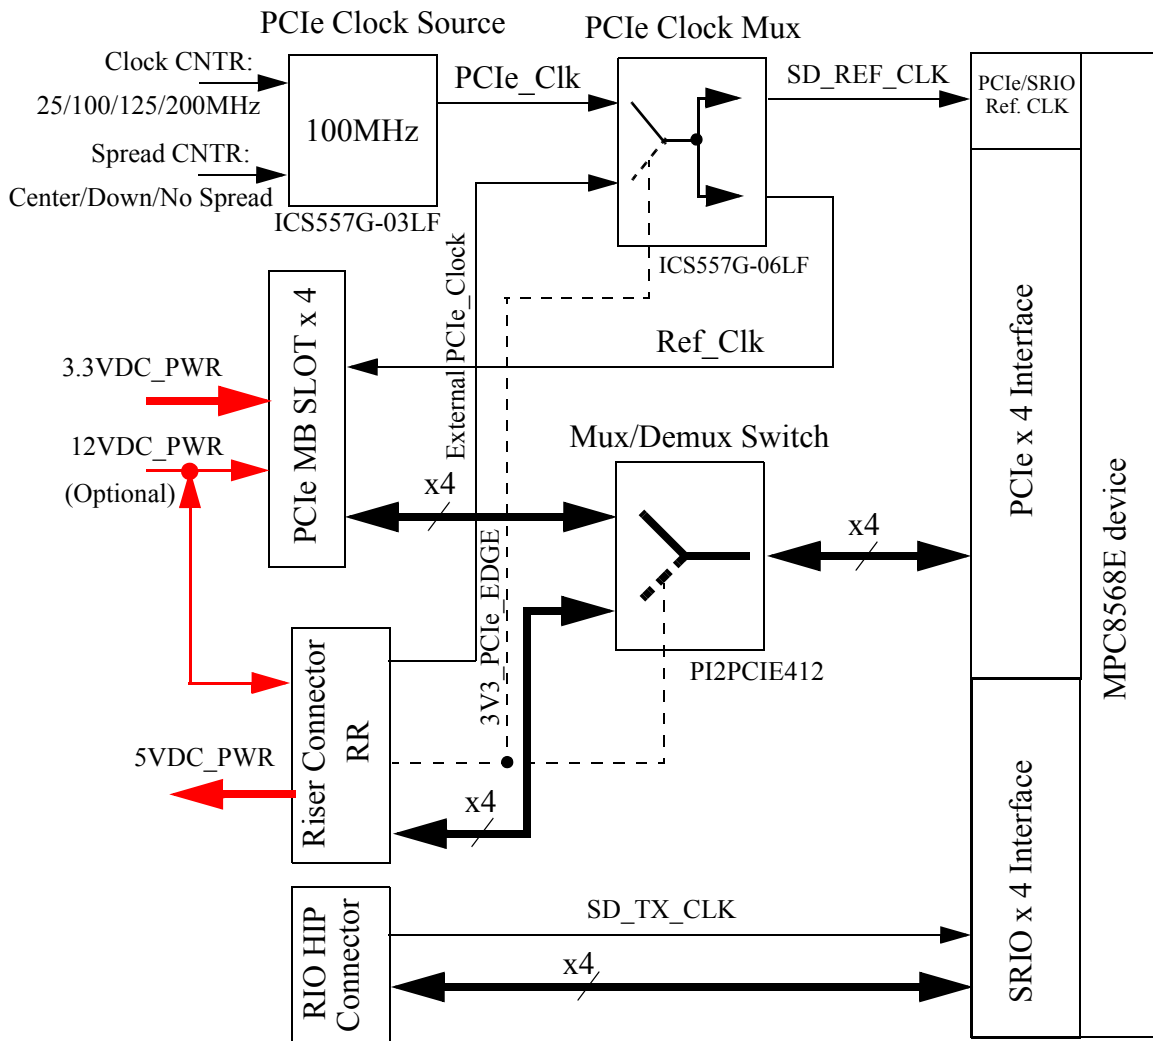 PCIe Clock Source
PCIe Clock Mux
Clock CNTR:
25/100/125/200MHz
Spread CNTR:
Center/Down/No Spread
100MHz
ICS557G-03LF
PCIe_Clk
SD_REF_CLK
PCIe/SRIO
Ref. CLK
ICS557G-06LF
External PCIe_Clock
Ref_Clk
PCIe MB SLOT x 4
3.3VDC_PWR
12VDC_PWR
(Optional)
Mux/Demux Switch
x4
x4
PCIe x 4 Interface
MPC8568E device
3V3_PCIe_EDGE
PI2PCIE412
Riser Connector
RR
5VDC_PWR
x4
SRIO x 4 Interface
RIO HIP
Connector
SD_TX_CLK
x4